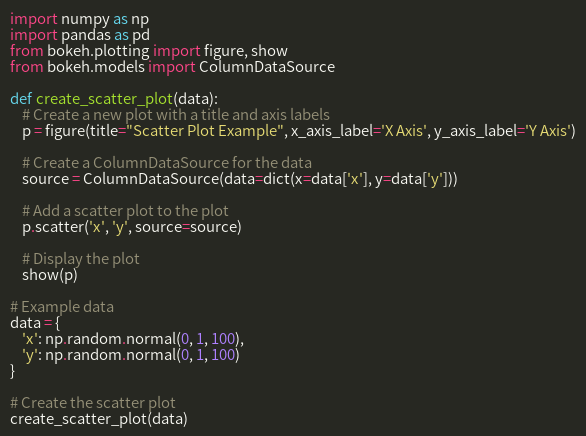 import numpy as np
import pandas as pd
from bokeh.plotting import figure, show
from bokeh.models import ColumnDataSource

def create_scatter_plot(data):
    # Create a new plot with a title and axis labels
    p = figure(title="Scatter Plot Example", x_axis_label='X Axis', y_axis_label='Y Axis')

    # Create a ColumnDataSource for the data
    source = ColumnDataSource(data=dict(x=data['x'], y=data['y']))

    # Add a scatter plot to the plot
    p.scatter('x', 'y', source=source)

    # Display the plot
    show(p)

# Example data
data = {
    'x': np.random.normal(0, 1, 100),
    'y': np.random.normal(0, 1, 100)
}

# Create the scatter plot
create_scatter_plot(data)